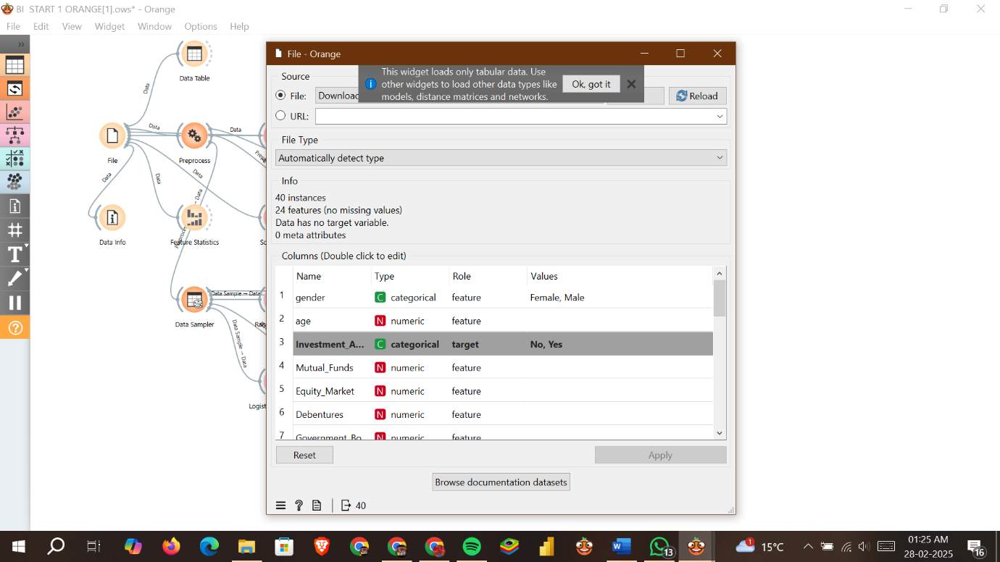 BI START 1 ORANGE[1].ows* - Orange
File Edit View Widget Window Options Help
Data Table
Data
File
Data
Preprocess
Data
Data
Data
Data
Data Info
Feature Statistics
Data Sampler
Data Sample → Data
Data Sample → Data
Logist
File - Orange
Source
This widget loads only tabular data. Use
other widgets to load other data types like
models, distance matrices and networks.
Ok, got it
File:
Download
Reload
URL:
File Type
Automatically detect type
Info
40 instances
24 features (no missing values)
Data has no target variable.
0 meta attributes
Columns (Double click to edit)
Name Type Role Values
1 gender C categorical feature Female, Male
2 age N numeric feature
3 Investment_A... C categorical target No, Yes
4 Mutual_Funds N numeric feature
5 Equity_Market N numeric feature
6 Debentures N numeric feature
7 Government_Bo N numeric feature
Reset
Apply
Browse documentation datasets
40
1
15°C
13
01:25 AM
28-02-2025
16